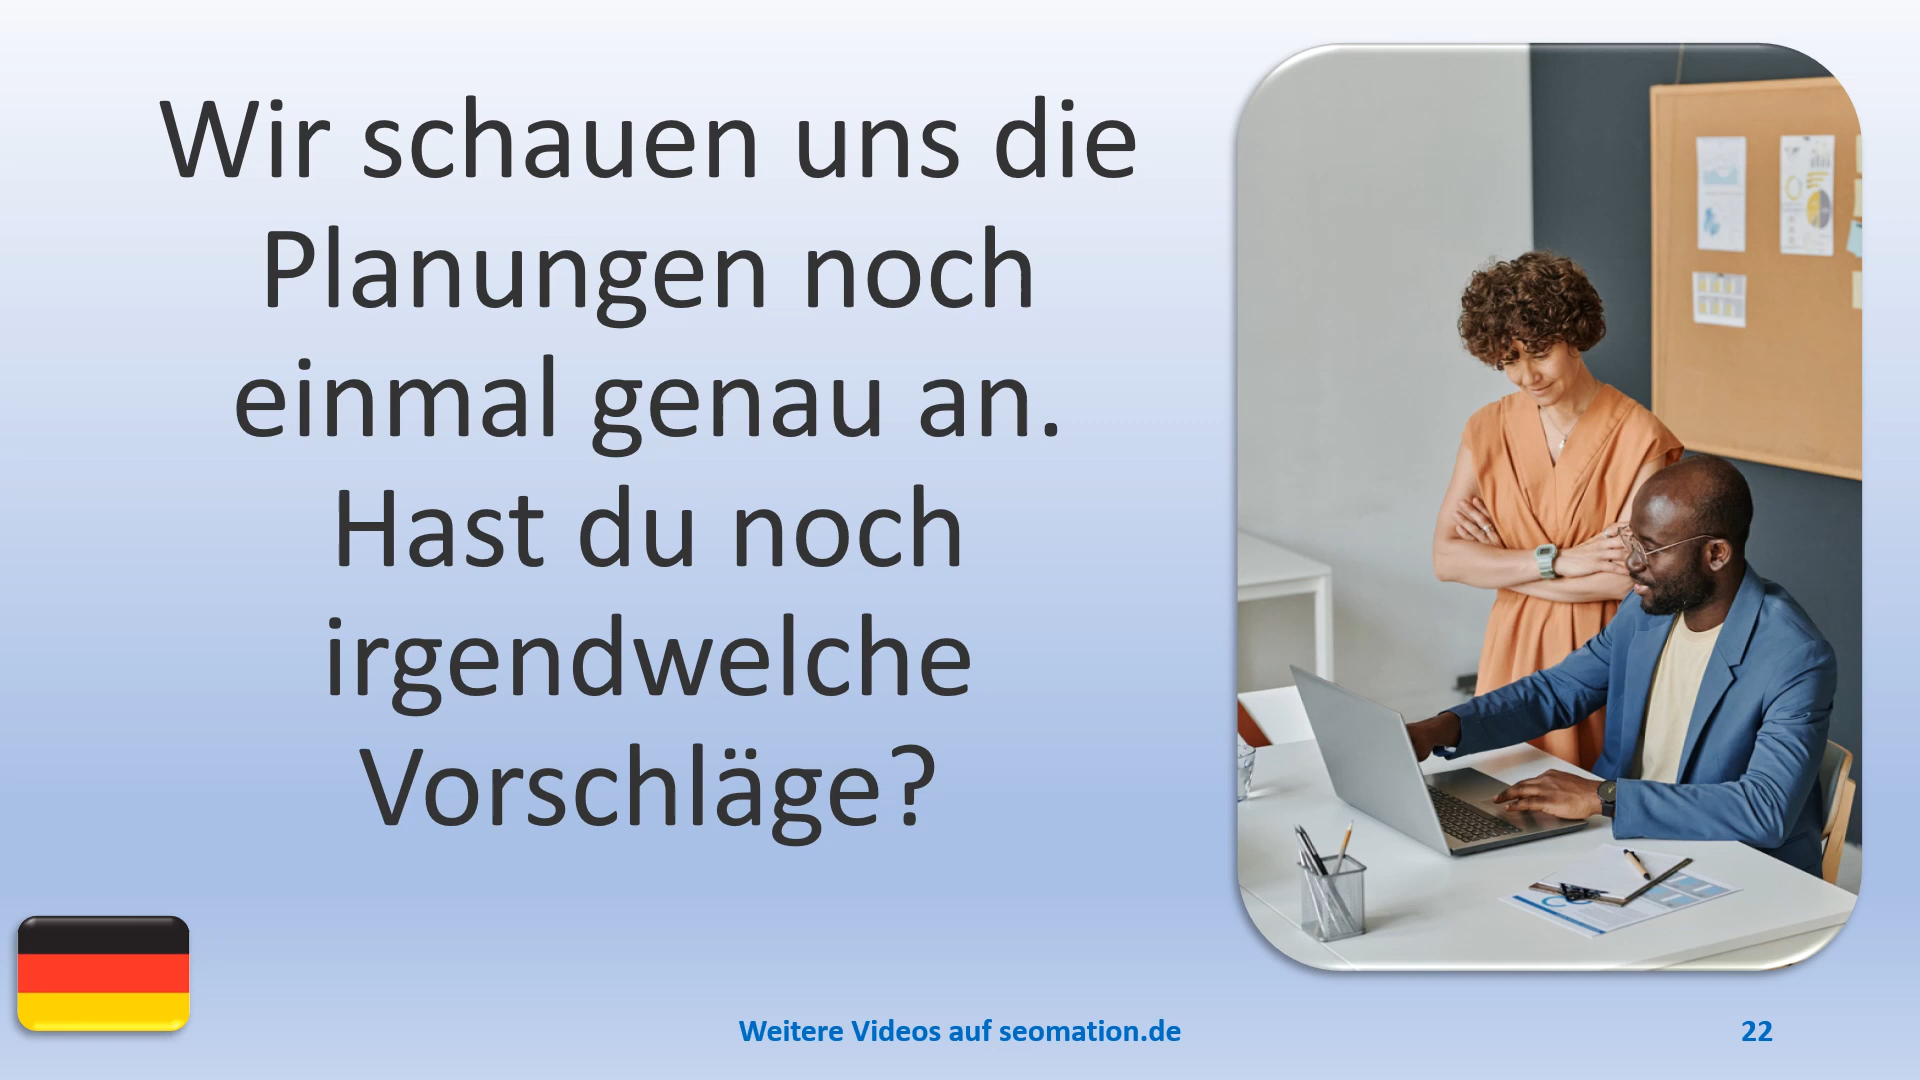 Wir schauen uns die
Planungen noch
einmal genau an.
Hast du noch
irgendwelche
Vorschläge?
Weitere Videos auf seomation.de
22